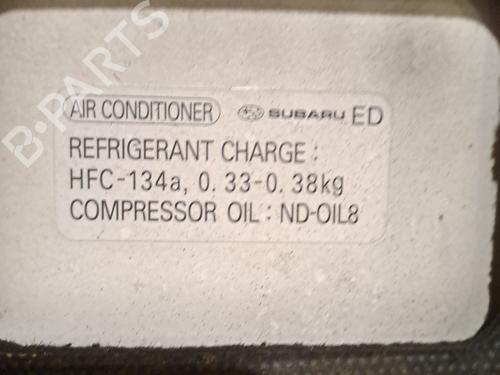 B-PARTS
AIR CONDITIONER SUBARU ED
REFRIGERANT CHARGE :
HFC-134a, 0. 33-0. 38kg
COMPRESSOR OIL : ND-OIL8